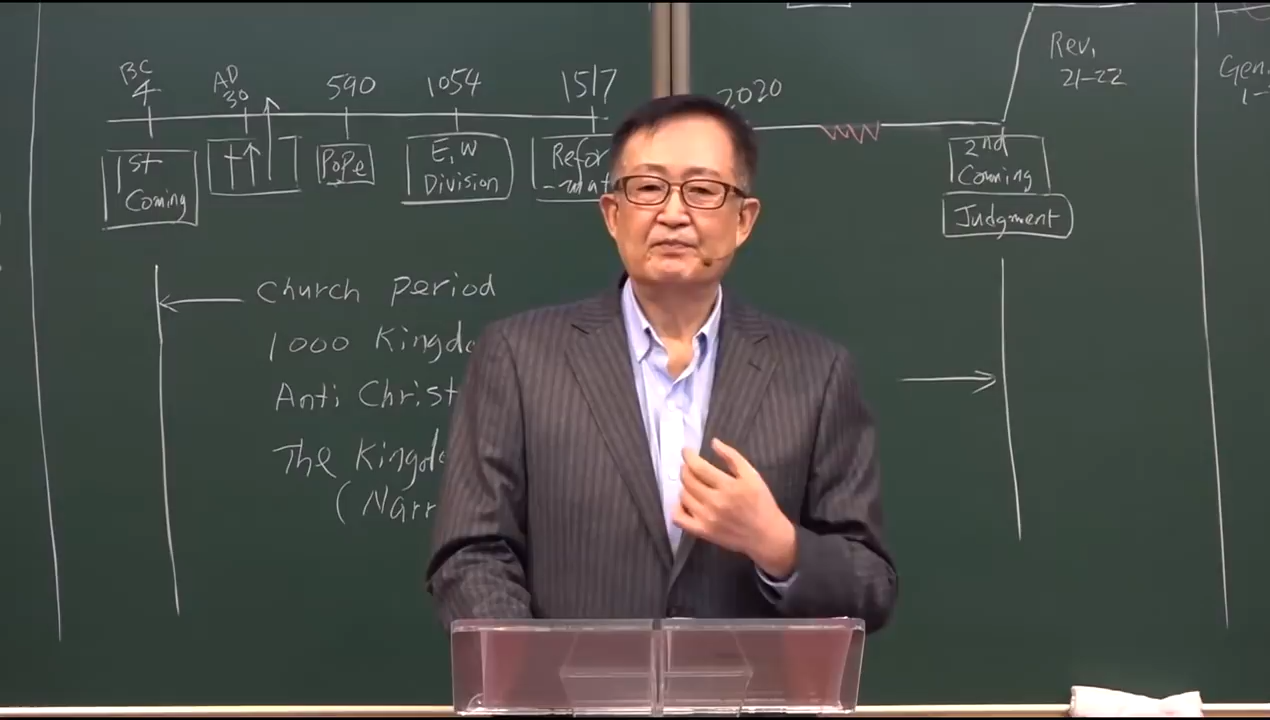 BC
4
AD
30
590
1054
1517
2020
Rev.
21-22
Gen.
1st
Coming
Pope
E, W
Division
2nd
Coming
Judgment
Church period
1000
Anti Christ
The